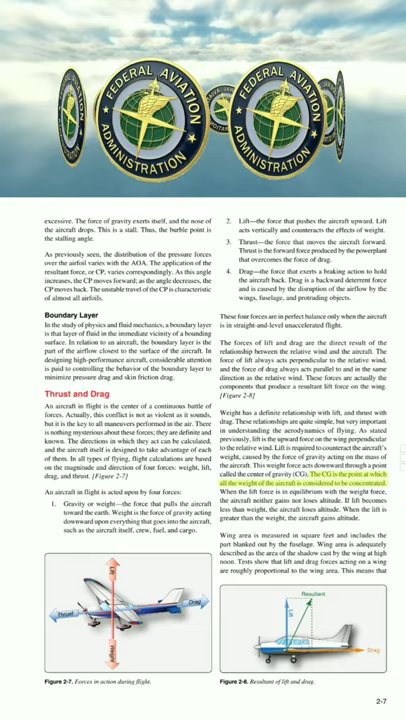 FEDERAL AVIATION
ADMINISTRATION
FEDERAL AVIATION
ADMINISTRATION
excessive. The force of gravity exerts itself, and the nose of
the aircraft drops. This is a stall. Thus, the burble point is
the stalling angle.
As previously seen, the distribution of the pressure forces
over the airfoil varies with the AOA. The application of the
resultant force, or CP, varies correspondingly. As this angle
increases, the CP moves forward; as the angle decreases, the
CP moves back. The unstable travel of the CP is characteristic
of almost all airfoils.
Boundary Layer
In the study of physics and fluid mechanics, a boundary layer
is that layer of fluid in the immediate vicinity of a bounding
surface. In relation to an aircraft, the boundary layer is the
part of the airflow closest to the surface of the aircraft. In
designing high-performance aircraft, considerable attention
is paid to controlling the behavior of the boundary layer to
minimize pressure drag and skin friction drag.
Thrust and Drag
An aircraft in flight is the center of a continuous battle of
forces. Actually, this conflict is not as violent as it sounds,
but it is the key to all maneuvers performed in the air. There
is nothing mysterious about these forces; they are definite and
known. The directions in which they act can be calculated,
and the aircraft itself is designed to take advantage of each
of them. In all types of flying, flight calculations are based
on the magnitude and direction of four forces: weight, lift,
drag, and thrust. [Figure 2-7]
An aircraft in flight is acted upon by four forces:
1. Gravity or weight—the force that pulls the aircraft
toward the earth. Weight is the force of gravity acting
downward upon everything that goes into the aircraft,
such as the aircraft itself, crew, fuel, and cargo.
2. Lift—the force that pushes the aircraft upward. Lift
acts vertically and counteracts the effects of weight.
3. Thrust—the force that moves the aircraft forward.
Thrust is the forward force produced by the powerplant
that overcomes the force of drag.
4. Drag—the force that exerts a braking action to hold
the aircraft back. Drag is a backward deterrent force
and is caused by the disruption of the airflow by the
wings, fuselage, and protruding objects.
These four forces are in perfect balance only when the aircraft
is in straight-and-level unaccelerated flight.
The forces of lift and drag are the direct result of the
relationship between the relative wind and the aircraft. The
force of lift always acts perpendicular to the relative wind,
and the force of drag always acts parallel to and in the same
direction as the relative wind. These forces are actually the
components that produce a resultant lift force on the wing.
[Figure 2-8]
Weight has a definite relationship with lift, and thrust with
drag. These relationships are quite simple, but very important
in understanding the aerodynamics of flying. As stated
previously, lift is the upward force on the wing perpendicular
to the relative wind. Lift is required to counteract the aircraft's
weight, caused by the force of gravity acting on the mass of
the aircraft. This weight force acts downward through a point
called the center of gravity (CG). The CG is the point at which
all the weight of the aircraft is considered to be concentrated.
When the lift force is in equilibrium with the weight force,
the aircraft neither gains nor loses altitude. If lift becomes
less than weight, the aircraft loses altitude. When the lift is
greater than the weight, the aircraft gains altitude.
Wing area is measured in square feet and includes the
part blanked out by the fuselage. Wing area is adequately
described as the area of the shadow cast by the wing at high
noon. Tests show that lift and drag forces acting on a wing
are roughly proportional to the wing area. This means that
Lift
Drag
Thrust
Weight
Figure 2-7. Forces in action during flight.
Resultant
Lift
Drag
Figure 2-8. Resultant of lift and drag.
2-7